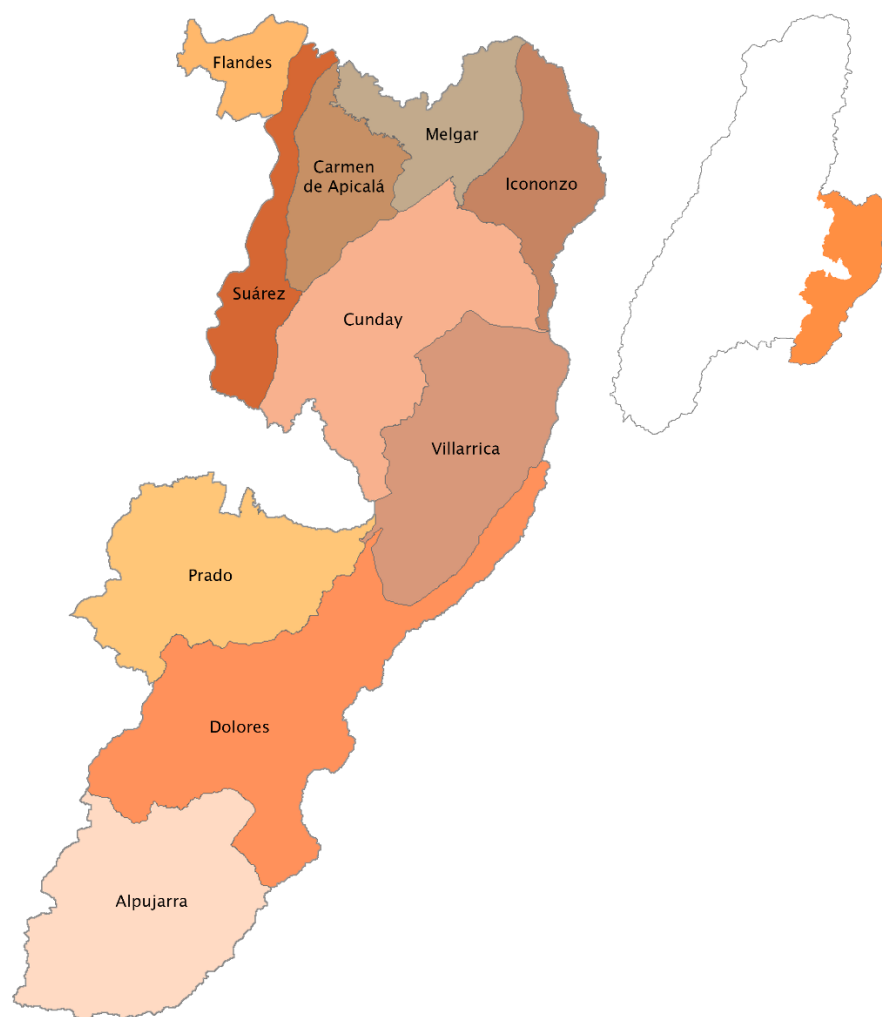 Flandes
Melgar
Carmen
de Apicalá
Icononzo
Suárez
Cunday
Villarrica
Prado
Dolores
Alpujarra